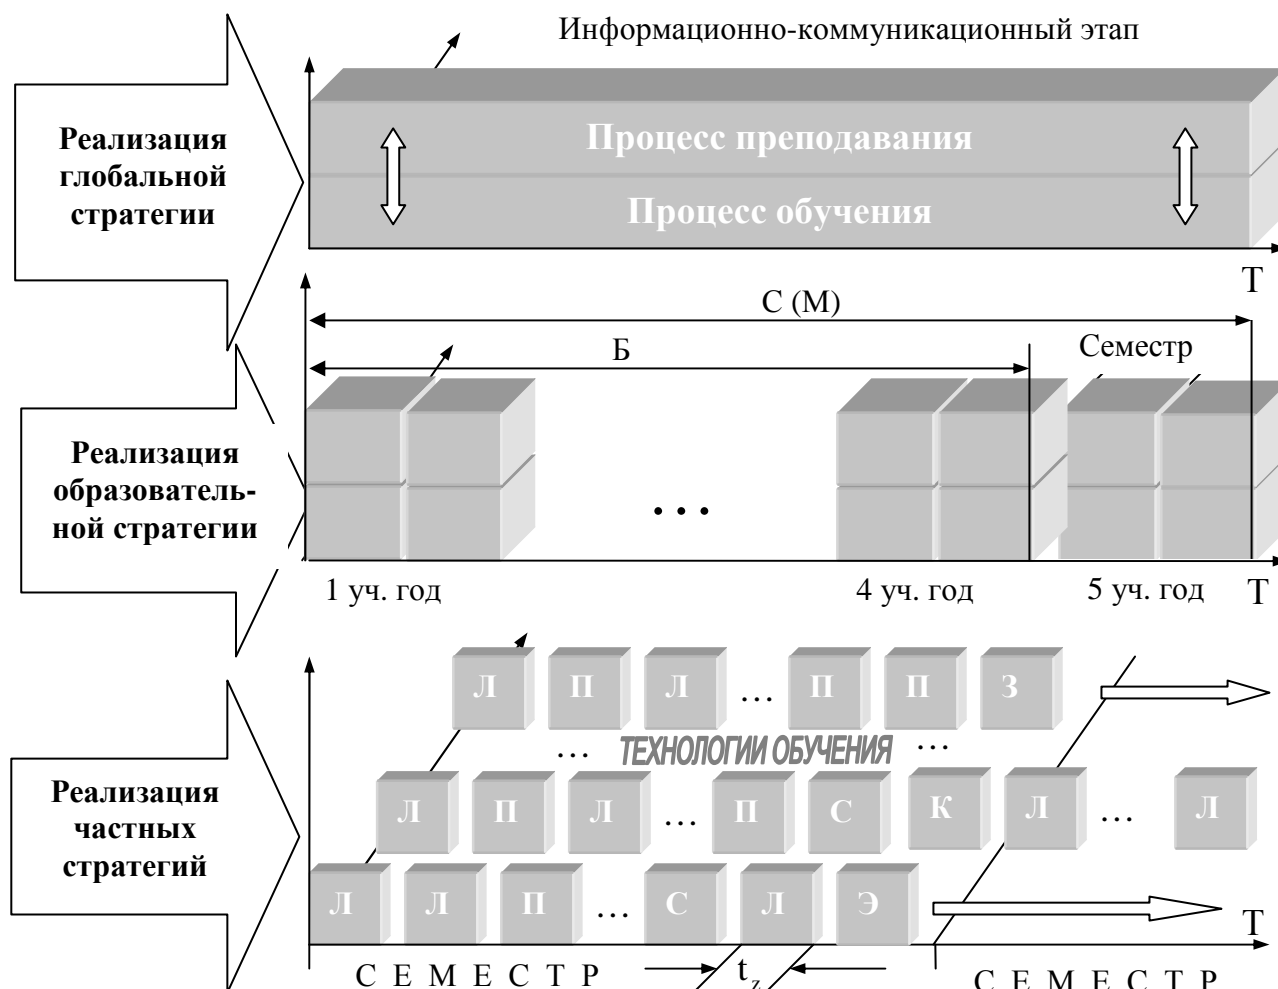 Информационно-коммуникационный этап
Реализация
глобальной
стратегии
Процесс преподавания
Процесс обучения
Т
С (М)
Б
Семестр
Реализация
образователь-
ной стратегии
...
1 уч. год
4 уч. год
5 уч. год
Т
Л П Л ... П П З
... ТЕХНОЛОГИИ ОБУЧЕНИЯ ...
Реализация
частных
стратегий
Л П Л ... П С К Л ... Л
Л Л П ... С Л Э
Т
С Е М Е С Т Р
t_z
С Е М Е С Т Р